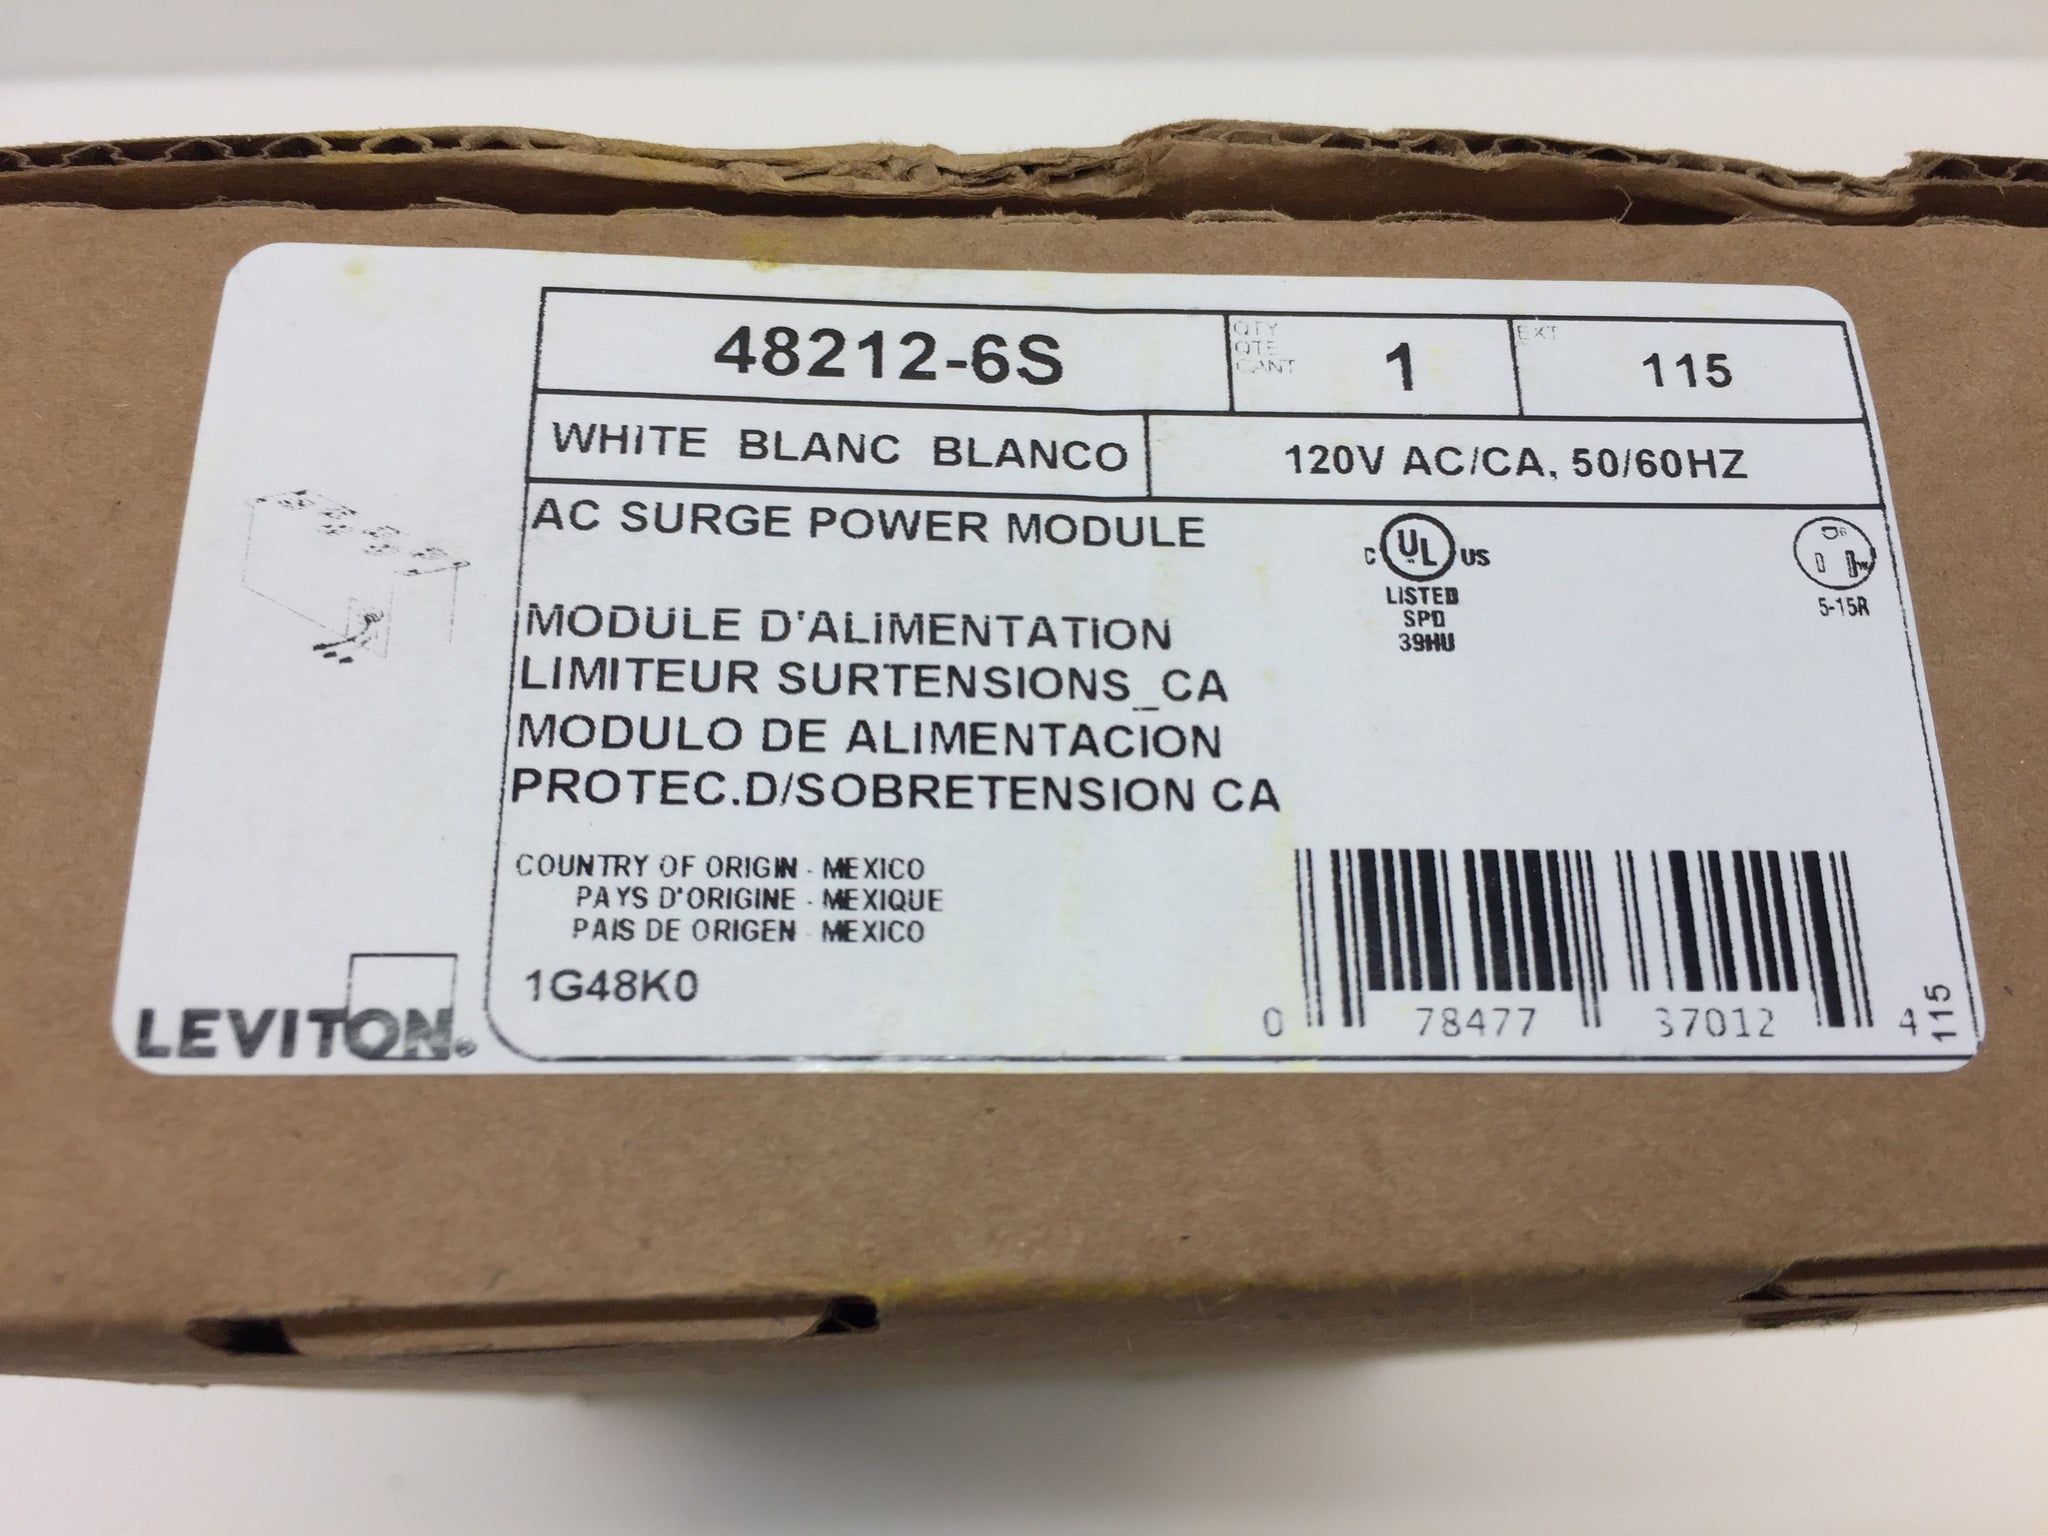 48212-6S
QTY
QTE
CANT
1
EXT
115
WHITE BLANC BLANCO
120V AC/CA, 50/60HZ
AC SURGE POWER MODULE
MODULE D'ALIMENTATION
LIMITEUR SURTENSIONS_CA
MODULO DE ALIMENTACION
PROTEC.D/SOBRETENSION CA
C UL US
LISTED
SPD
39HU
5-15R
COUNTRY OF ORIGIN - MEXICO
PAYS D'ORIGINE - MEXIQUE
PAIS DE ORIGEN - MEXICO
1G48K0
LEVITON®
0 78477 37012 4
115